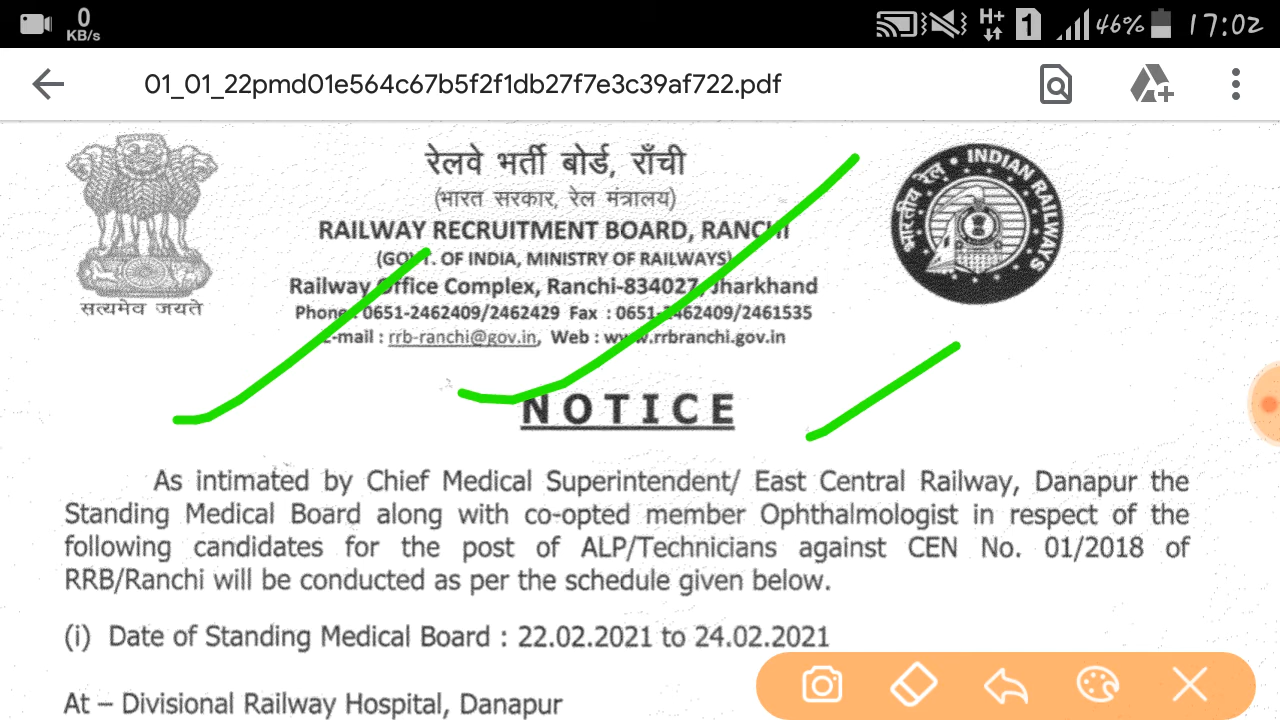 0
KB/s
H+
1
46%
17:02
01_01_22pmd01e564c67b5f2f1db27f7e3c39af722.pdf
सत्यमेव जयते
रेलवे भर्ती बोर्ड, राँची
(भारत सरकार, रेल मंत्रालय)
RAILWAY RECRUITMENT BOARD, RANCHI
(GOVT. OF INDIA, MINISTRY OF RAILWAYS)
Railway Office Complex, Ranchi-834027, Jharkhand
Phone: 0651-2462409/2462429 Fax : 0651-2462409/2461535
E-mail : rrb-ranchi@gov.in, Web : www.rrbranchi.gov.in
भारतीय रेल • INDIAN RAILWAYS
NOTICE
As intimated by Chief Medical Superintendent/ East Central Railway, Danapur the
Standing Medical Board along with co-opted member Ophthalmologist in respect of the
following candidates for the post of ALP/Technicians against CEN No. 01/2018 of
RRB/Ranchi will be conducted as per the schedule given below.
(i) Date of Standing Medical Board : 22.02.2021 to 24.02.2021
At – Divisional Railway Hospital, Danapur